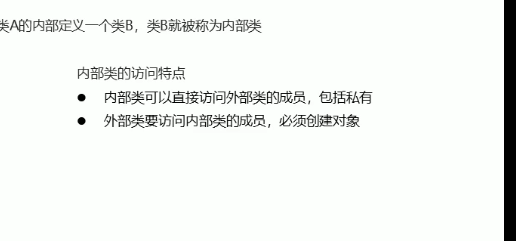 类A的内部定义一个类B，类B就被称为内部类
内部类的访问特点
● 内部类可以直接访问外部类的成员，包括私有
● 外部类要访问内部类的成员，必须创建对象